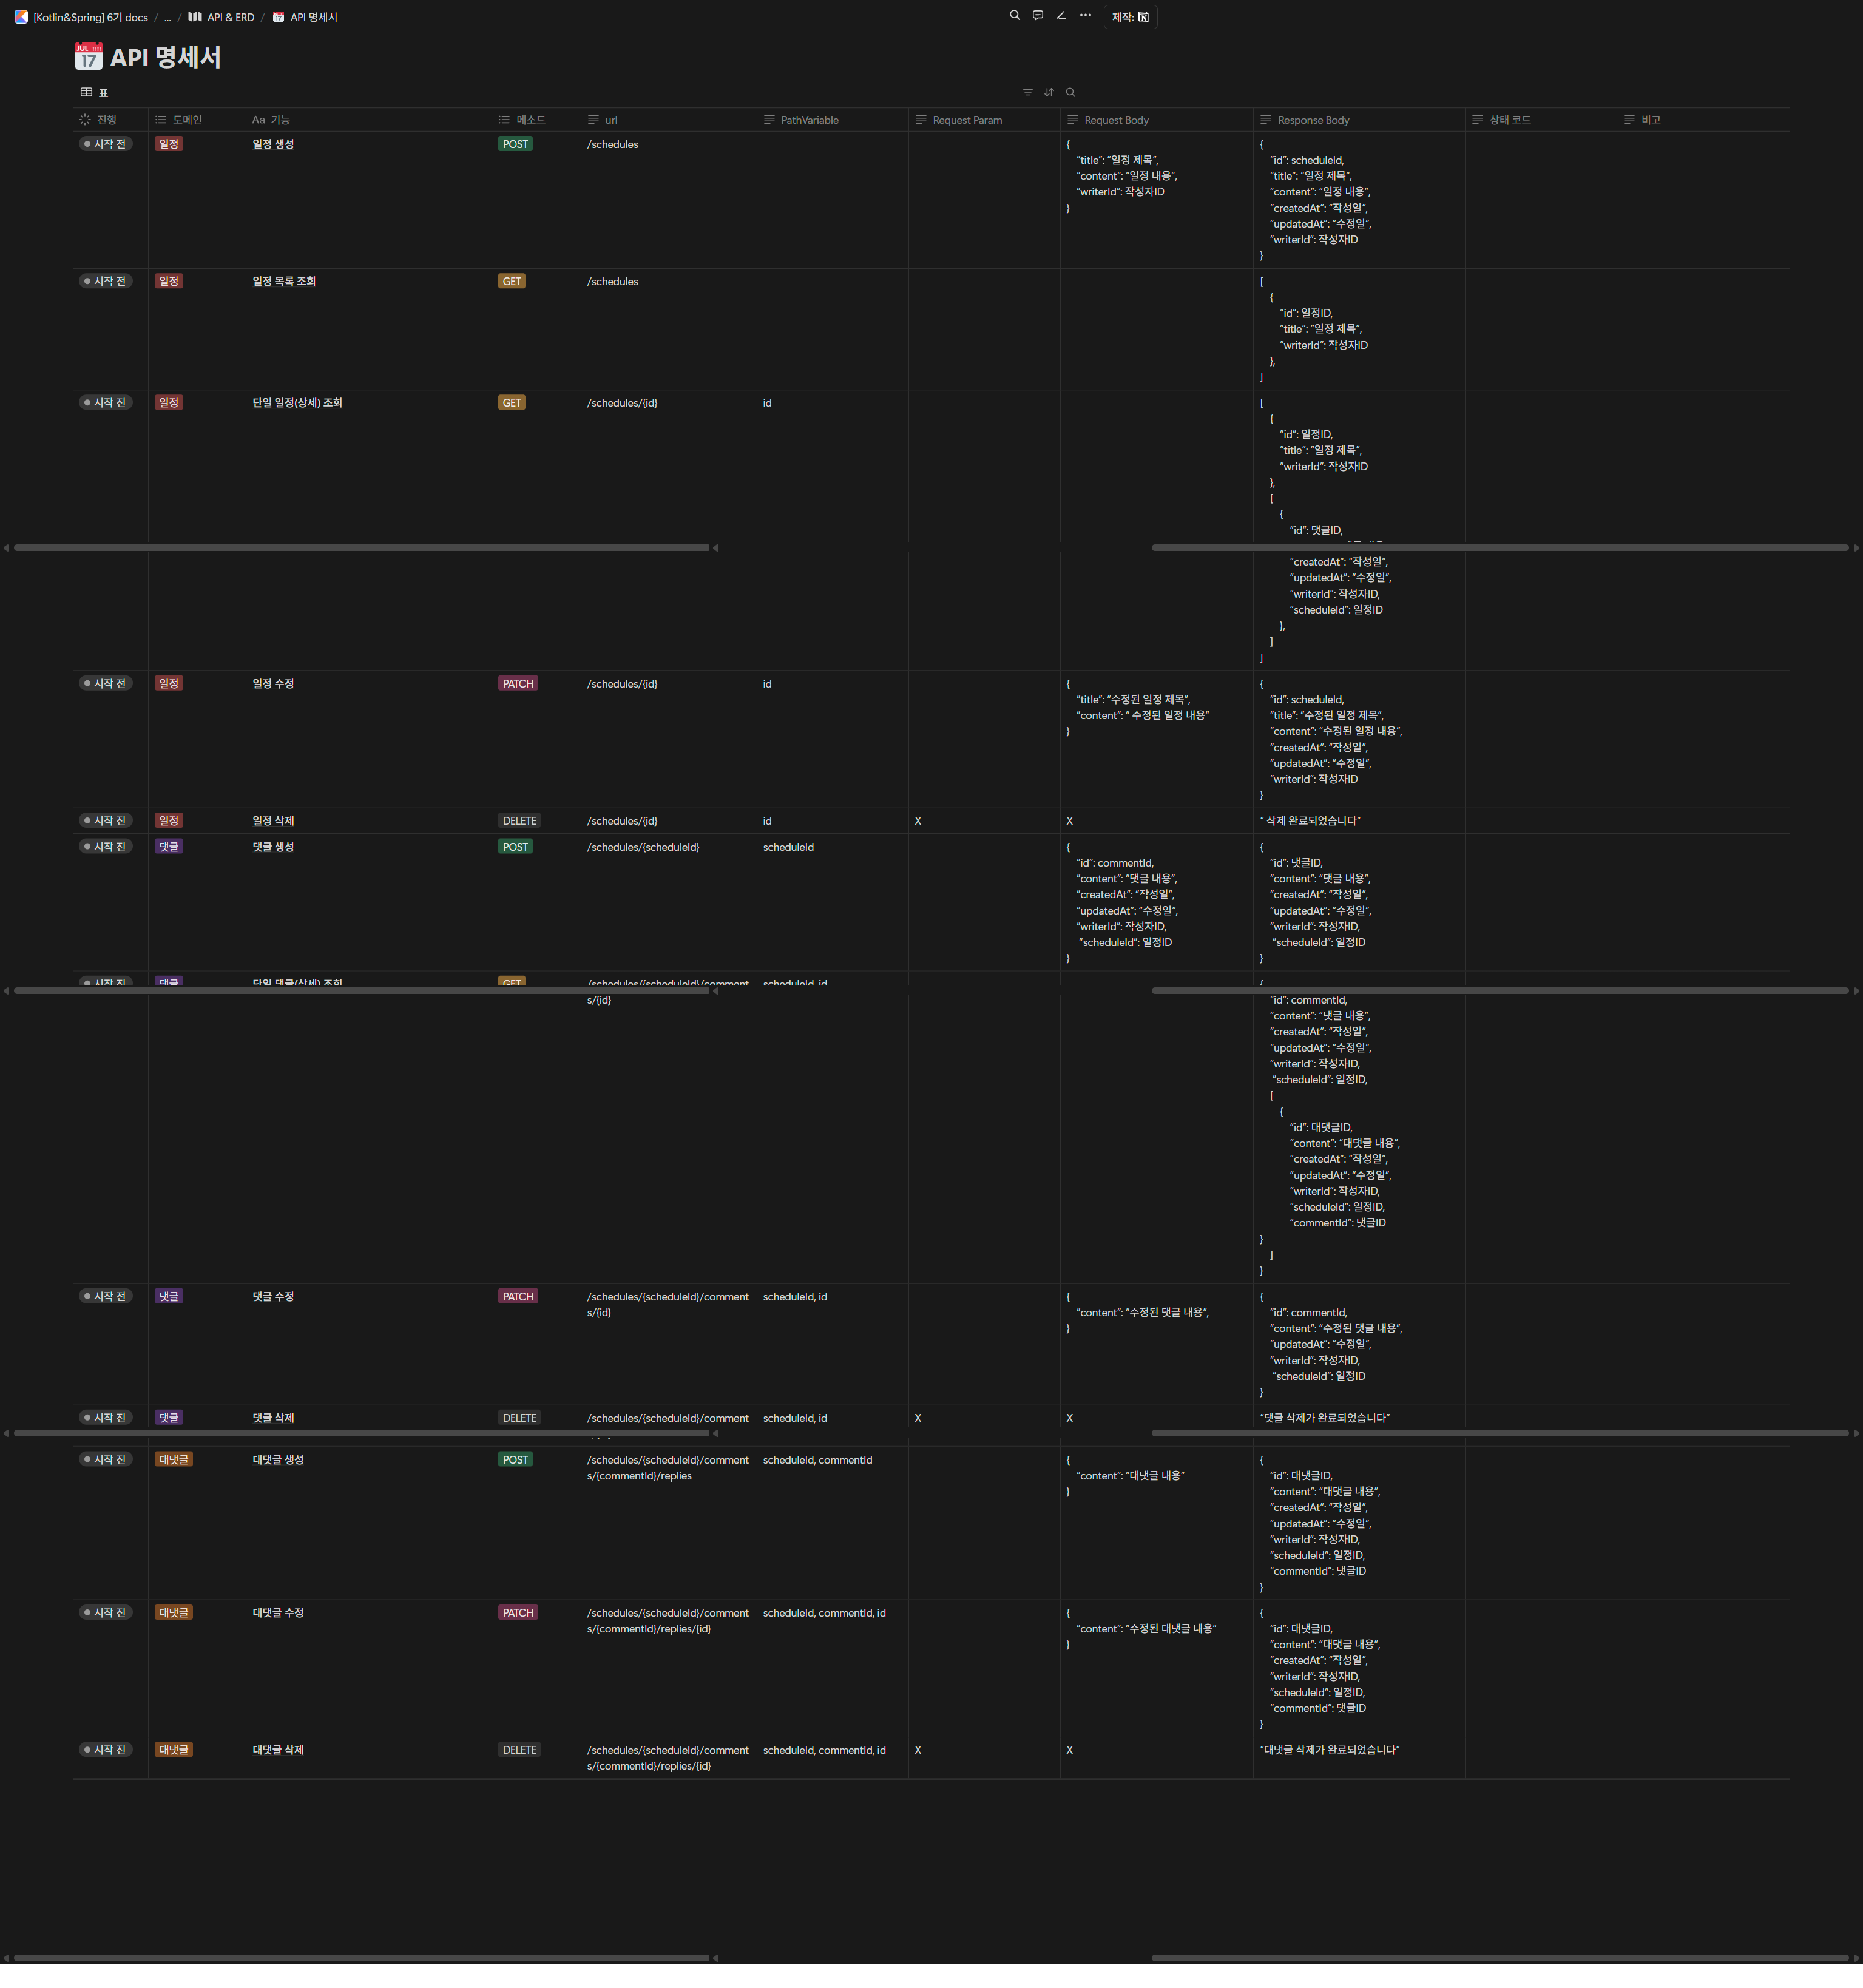 [Kotlin&Spring] 6기 docs / ... / API & ERD / API 명세서
제작:
JUL 17 API 명세서
표
진행 도메인 Aa 기능 메소드 url PathVariable Request Param Request Body Response Body 상태 코드 비고
시작 전 일정 일정 생성 POST /schedules { {
"title": "일정 제목", "id": scheduleId,
"content": "일정 내용", "title": "일정 제목",
"writerId": 작성자ID "content": "일정 내용",
} "createdAt": "작성일",
"updatedAt": "수정일",
"writerId": 작성자ID
}
시작 전 일정 일정 목록 조회 GET /schedules [
{
"id": 일정ID,
"title": "일정 제목",
"writerId": 작성자ID
},
]
시작 전 일정 단일 일정(상세) 조회 GET /schedules/{id} id [
{
"id": 일정ID,
"title": "일정 제목",
"writerId": 작성자ID
},
[
{
"id": 댓글ID,
"createdAt": "작성일",
"updatedAt": "수정일",
"writerId": 작성자ID,
"scheduleId": 일정ID
},
]
]
시작 전 일정 일정 수정 PATCH /schedules/{id} id { {
"title": "수정된 일정 제목", "id": scheduleId,
"content": " 수정된 일정 내용" "title": "수정된 일정 제목",
} "content": "수정된 일정 내용",
"createdAt": "작성일",
"updatedAt": "수정일",
"writerId": 작성자ID
}
시작 전 일정 일정 삭제 DELETE /schedules/{id} id X X " 삭제 완료되었습니다"
시작 전 댓글 댓글 생성 POST /schedules/{scheduleId} scheduleId { {
"id": commentId, "id": 댓글ID,
"content": "댓글 내용", "content": "댓글 내용",
"createdAt": "작성일", "createdAt": "작성일",
"updatedAt": "수정일", "updatedAt": "수정일",
"writerId": 작성자ID, "writerId": 작성자ID,
"scheduleId": 일정ID "scheduleId": 일정ID
} }
시작 전 댓글 단일 댓글(상세) 조회 GET /schedules/{scheduleId}/comment scheduleId, id {
s/{id} "id": commentId,
"content": "댓글 내용",
"createdAt": "작성일",
"updatedAt": "수정일",
"writerId": 작성자ID,
"scheduleId": 일정ID,
[
{
"id": 대댓글ID,
"content": "대댓글 내용",
"createdAt": "작성일",
"updatedAt": "수정일",
"writerId": 작성자ID,
"scheduleId": 일정ID,
"commentId": 댓글ID
}
]
}
시작 전 댓글 댓글 수정 PATCH /schedules/{scheduleId}/comment scheduleId, id { {
s/{id} "content": "수정된 댓글 내용", "id": commentId,
} "content": "수정된 댓글 내용",
"updatedAt": "수정일",
"writerId": 작성자ID,
"scheduleId": 일정ID
}
시작 전 댓글 댓글 삭제 DELETE /schedules/{scheduleId}/comment scheduleId, id X X "댓글 삭제가 완료되었습니다"
시작 전 대댓글 대댓글 생성 POST /schedules/{scheduleId}/comment scheduleId, commentId { {
s/{commentId}/replies "content": "대댓글 내용" "id": 대댓글ID,
} "content": "대댓글 내용",
"createdAt": "작성일",
"updatedAt": "수정일",
"writerId": 작성자ID,
"scheduleId": 일정ID,
"commentId": 댓글ID
}
시작 전 대댓글 대댓글 수정 PATCH /schedules/{scheduleId}/comment scheduleId, commentId, id { {
s/{commentId}/replies/{id} "content": "수정된 대댓글 내용" "id": 대댓글ID,
} "content": "대댓글 내용",
"createdAt": "작성일",
"writerId": 작성자ID,
"scheduleId": 일정ID,
"commentId": 댓글ID
}
시작 전 대댓글 대댓글 삭제 DELETE /schedules/{scheduleId}/comment scheduleId, commentId, id X X "대댓글 삭제가 완료되었습니다"
s/{commentId}/replies/{id}